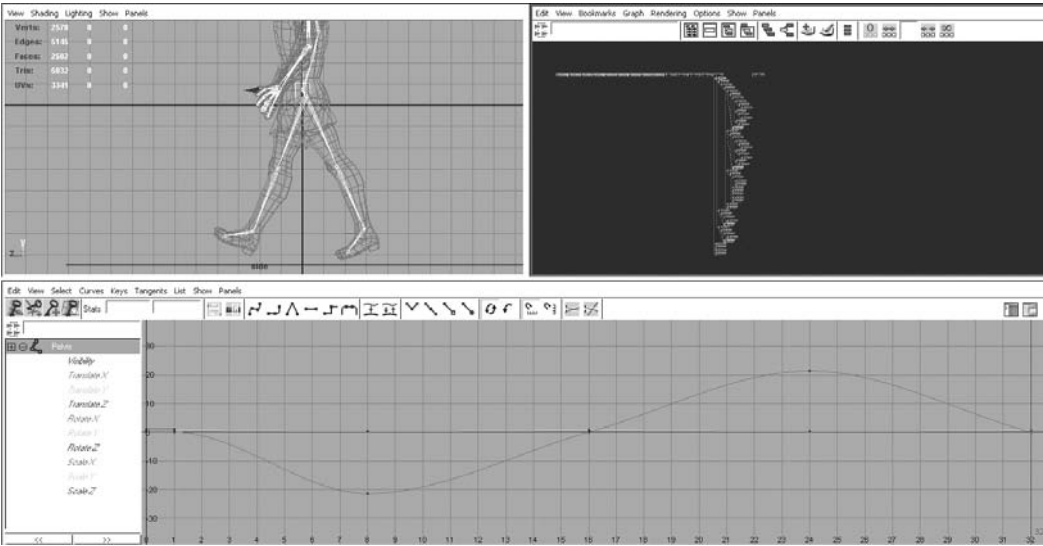 View Shading Lighting Show Panels
Verts: 2578 0 0
Edges: 5146 0 0
Faces: 2582 0 0
Tris: 5032 0 0
UVs: 3341 0 0
side
Y
Z
Edit View Bookmarks Graph Rendering Options Show Panels
Edit View Select Curves Keys Tangents List Show Panels
Stats
Pelvis
Visibility
Translate X
Translate Y
Translate Z
Rotate X
Rotate Y
Rotate Z
Scale X
Scale Y
Scale Z
<< >>
30
20
10
0
-10
-20
-30
0 1 2 3 4 5 6 7 8 9 10 11 12 13 14 15 16 17 18 19 20 21 22 23 24 25 26 27 28 29 30 31 32